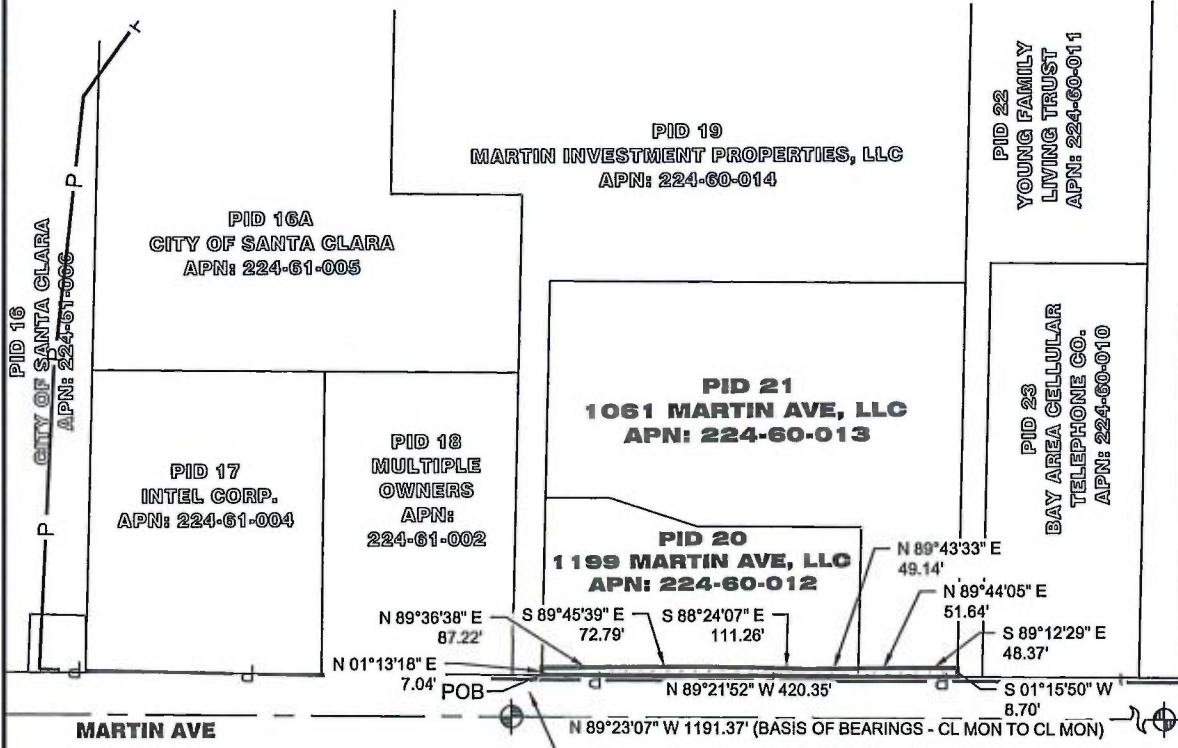 PID 16
CITY OF SANTA CLARA
APN: 224-61-006
P
P
P
PID 16A
CITY OF SANTA CLARA
APN: 224-61-005
PID 19
MARTIN INVESTMENT PROPERTIES, LLC
APN: 224-60-014
PID 22
YOUNG FAMILY
LIVING TRUST
APN: 224-60-011
PID 17
INTEL CORP.
APN: 224-61-004
PID 18
MULTIPLE
OWNERS
APN:
224-61-002
PID 21
1061 MARTIN AVE, LLC
APN: 224-60-013
PID 23
BAY AREA CELLULAR
TELEPHONE CO.
APN: 224-60-010
PID 20
1199 MARTIN AVE, LLC
APN: 224-60-012
N 89°43'33" E
49.14'
N 89°44'05" E
51.64'
N 89°36'38" E
87.22'
S 89°45'39" E
72.79'
S 88°24'07" E
111.26'
S 89°12'29" E
48.37'
N 01°13'18" E
7.04'
POB
N 89°21'52" W 420.35'
S 01°15'50" W
8.70'
MARTIN AVE
N 89°23'07" W 1191.37' (BASIS OF BEARINGS - CL MON TO CL MON)